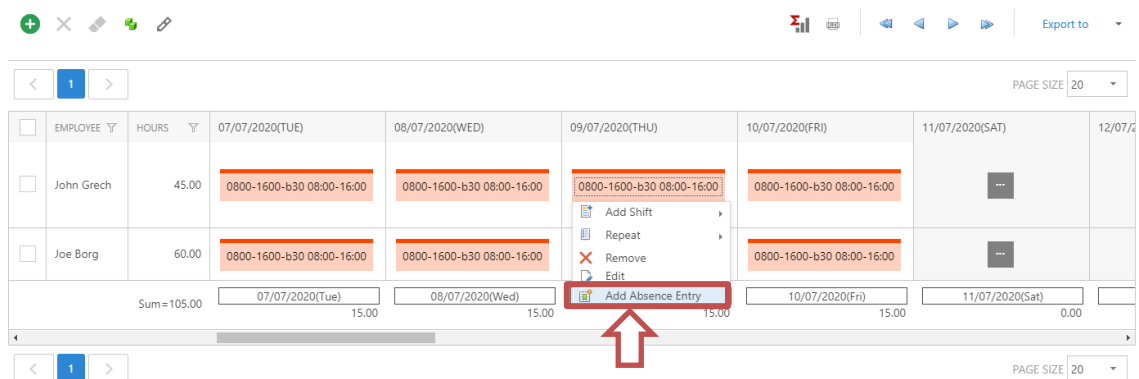 Export to
< 1 >
PAGE SIZE 20
EMPLOYEE HOURS 07/07/2020(TUE) 08/07/2020(WED) 09/07/2020(THU) 10/07/2020(FRI) 11/07/2020(SAT) 12/07/2
John Grech 45.00 0800-1600-b30 08:00-16:00 0800-1600-b30 08:00-16:00 0800-1600-b30 08:00-16:00 0800-1600-b30 08:00-16:00 ...
Add Shift
Repeat
Remove
Edit
Add Absence Entry
Joe Borg 60.00 0800-1600-b30 08:00-16:00 0800-1600-b30 08:00-16:00 0800-1600-b30 08:00-16:00 ...
Sum=105.00 07/07/2020(Tue) 08/07/2020(Wed) 10/07/2020(Fri) 11/07/2020(Sat)
15.00 15.00 15.00 15.00 0.00
< 1 >
PAGE SIZE 20